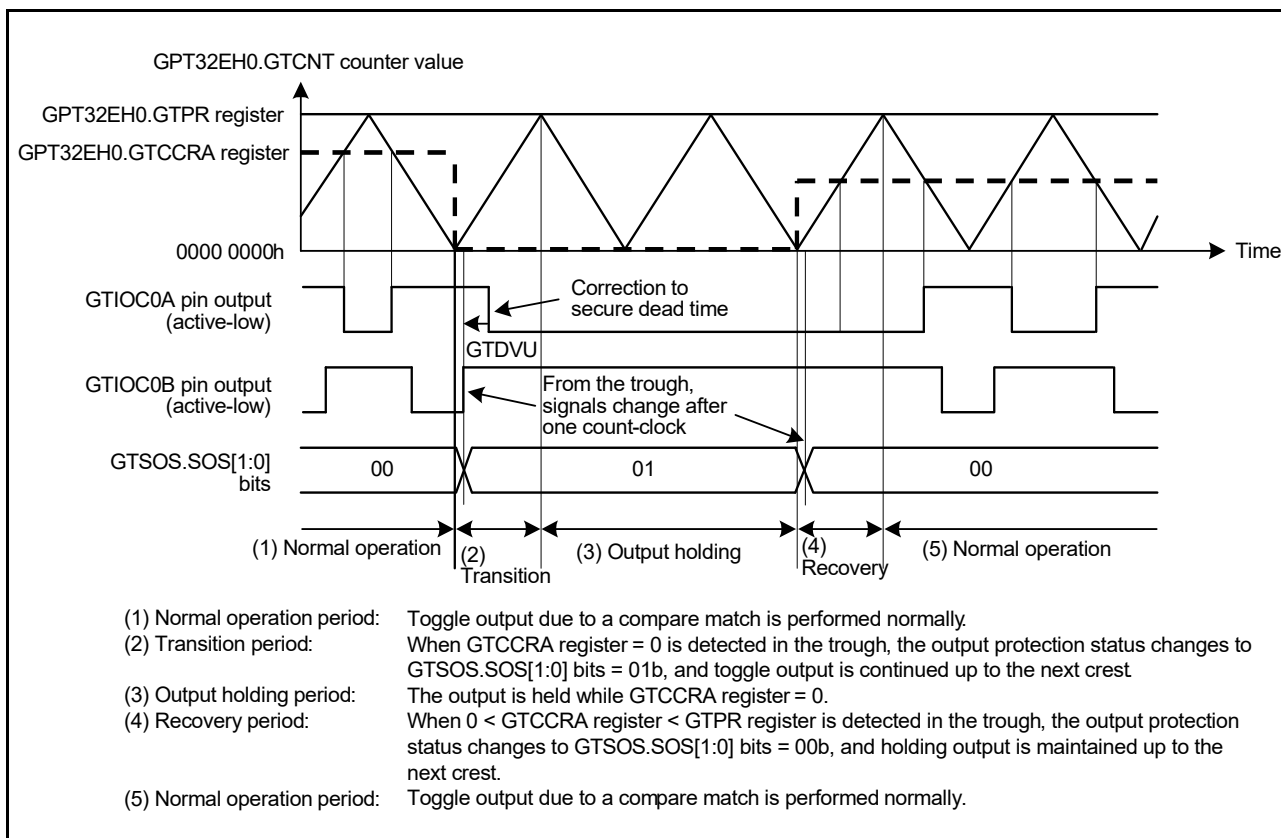 GPT32EH0.GTCNT counter value
GPT32EH0.GTPR register
GPT32EH0.GTCCRA register
0000 0000h
Time
GTIOC0A pin output
(active-low)
Correction to
secure dead time
GTDVU
GTIOC0B pin output
(active-low)
From the trough,
signals change after
one count-clock
GTSOS.SOS[1:0]
bits
00
01
00
(1) Normal operation
(2)
Transition
(3) Output holding
(4)
Recovery
(5) Normal operation
(1) Normal operation period: Toggle output due to a compare match is performed normally.
(2) Transition period: When GTCCRA register = 0 is detected in the trough, the output protection status changes to
GTSOS.SOS[1:0] bits = 01b, and toggle output is continued up to the next crest.
(3) Output holding period: The output is held while GTCCRA register = 0.
(4) Recovery period: When 0 < GTCCRA register < GTPR register is detected in the trough, the output protection
status changes to GTSOS.SOS[1:0] bits = 00b, and holding output is maintained up to the
next crest.
(5) Normal operation period: Toggle output due to a compare match is performed normally.